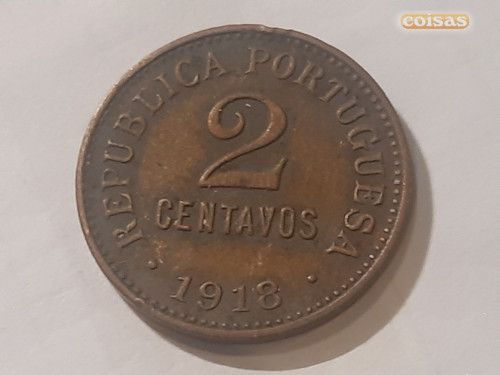 coisas
REPUBLICA PORTUGUESA
2
CENTAVOS
1918